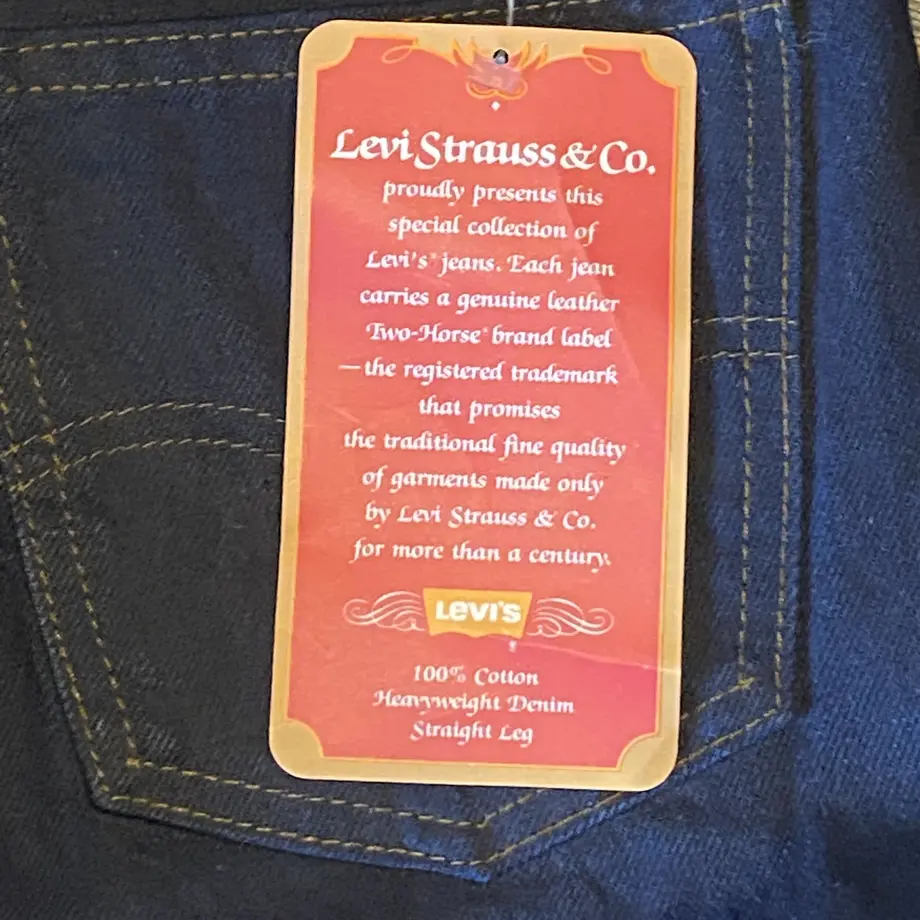 Levi Strauss & Co.
proudly presents this
special collection of
Levi's® jeans. Each jean
carries a genuine leather
Two-Horse® brand label
—the registered trademark
that promises
the traditional fine quality
of garments made only
by Levi Strauss & Co.
for more than a century.
LEVI'S
100% Cotton
Heavyweight Denim
Straight Leg